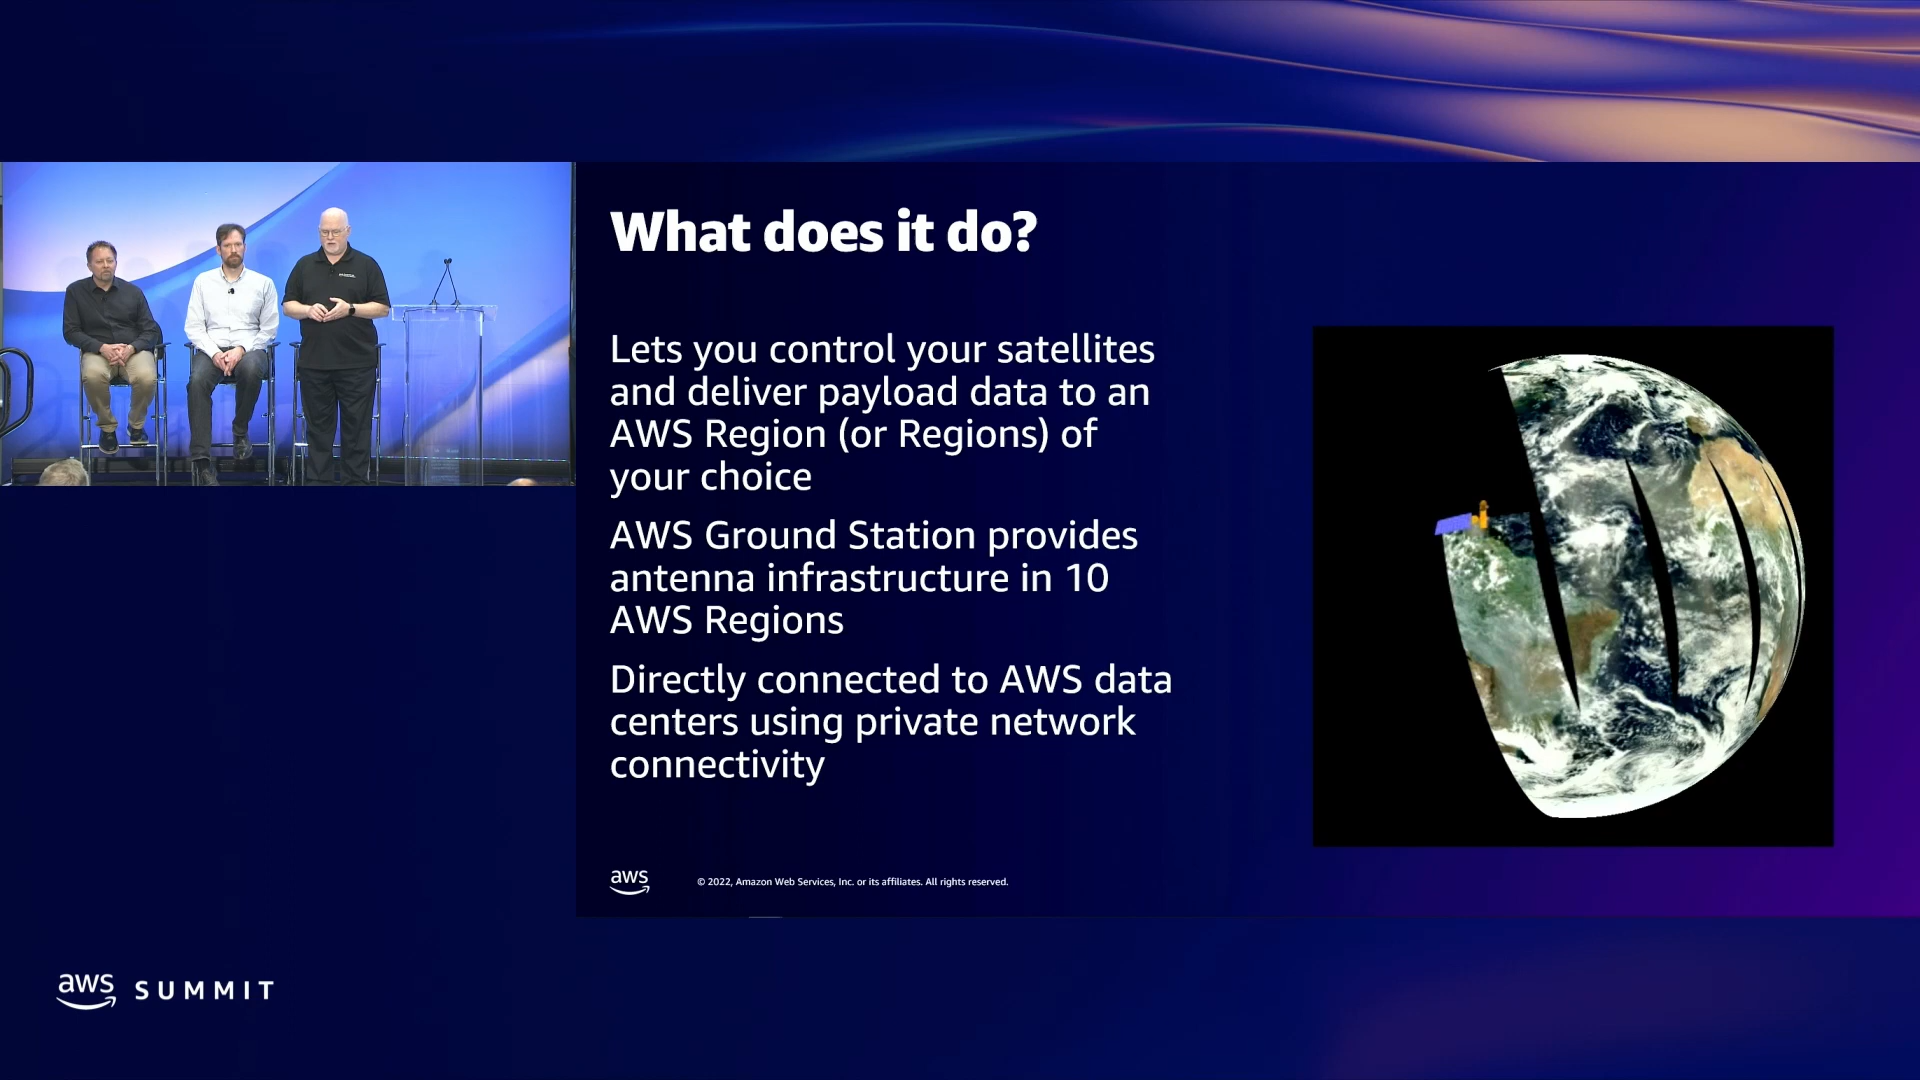 What does it do?
Lets you control your satellites
and deliver payload data to an
AWS Region (or Regions) of
your choice
AWS Ground Station provides
antenna infrastructure in 10
AWS Regions
Directly connected to AWS data
centers using private network
connectivity
aws
© 2022, Amazon Web Services, Inc. or its affiliates. All rights reserved.
aws SUMMIT